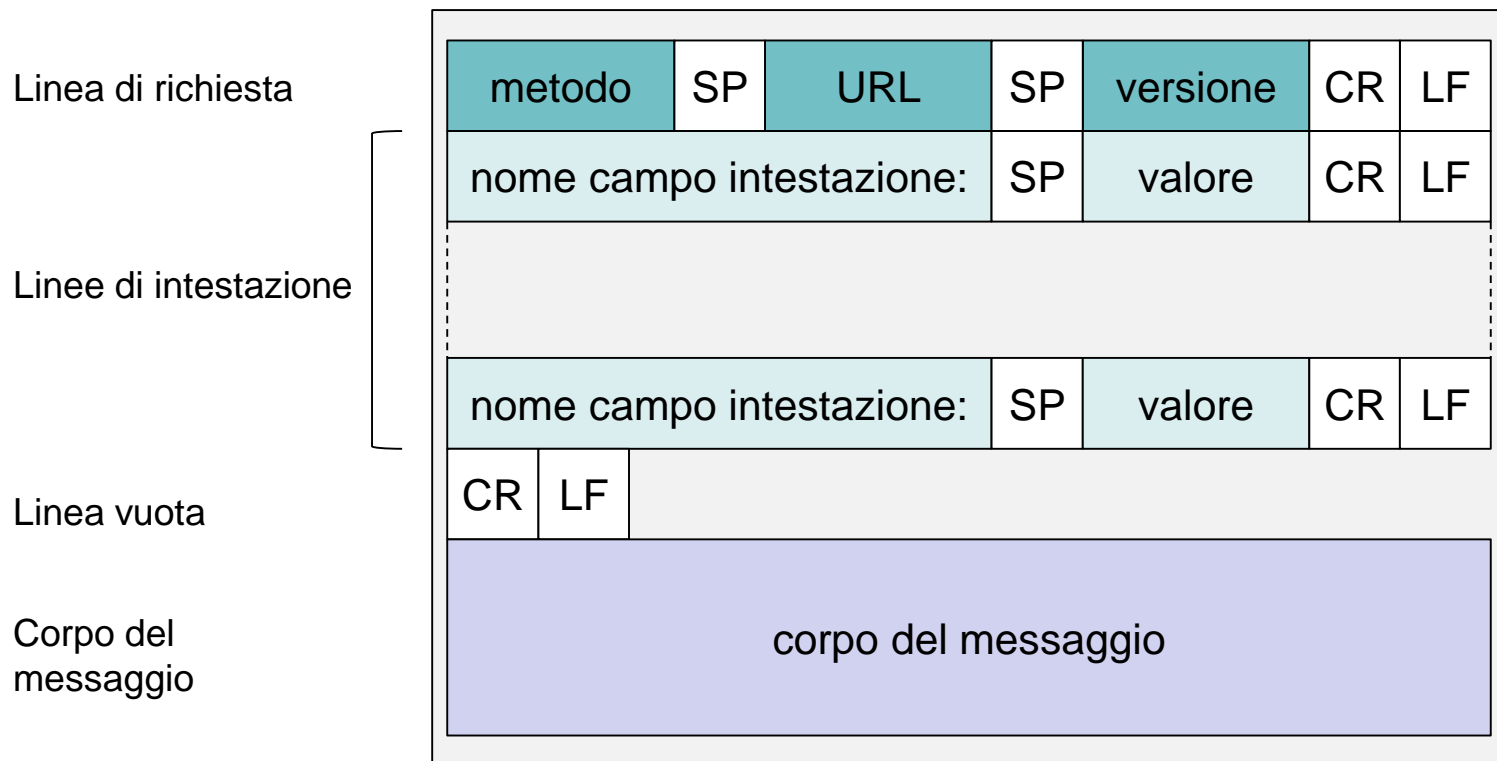 Linea di richiesta metodo SP URL SP versione CR LF
nome campo intestazione: SP valore CR LF
Linee di intestazione
nome campo intestazione: SP valore CR LF
Linea vuota CR LF
Corpo del
messaggio
corpo del messaggio